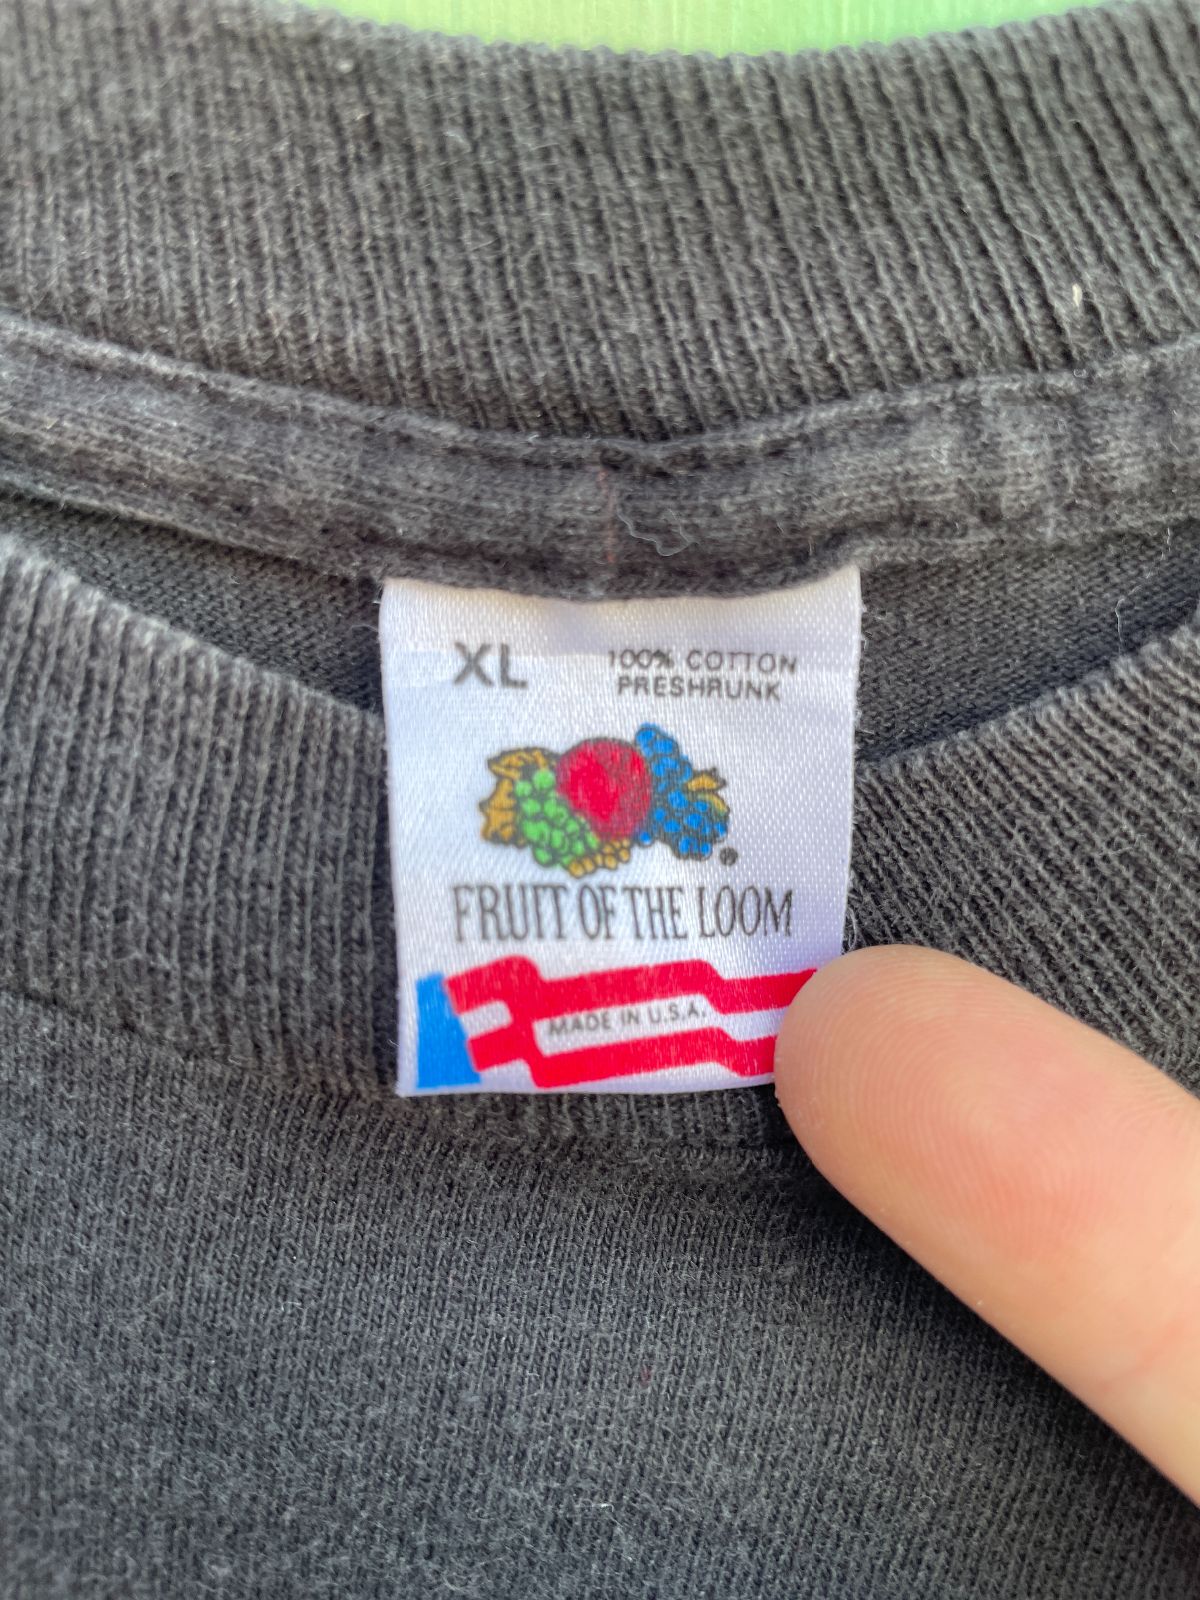 XL
100% COTTON
PRESHRUNK
®
FRUIT OF THE LOOM
MADE IN U.S.A.